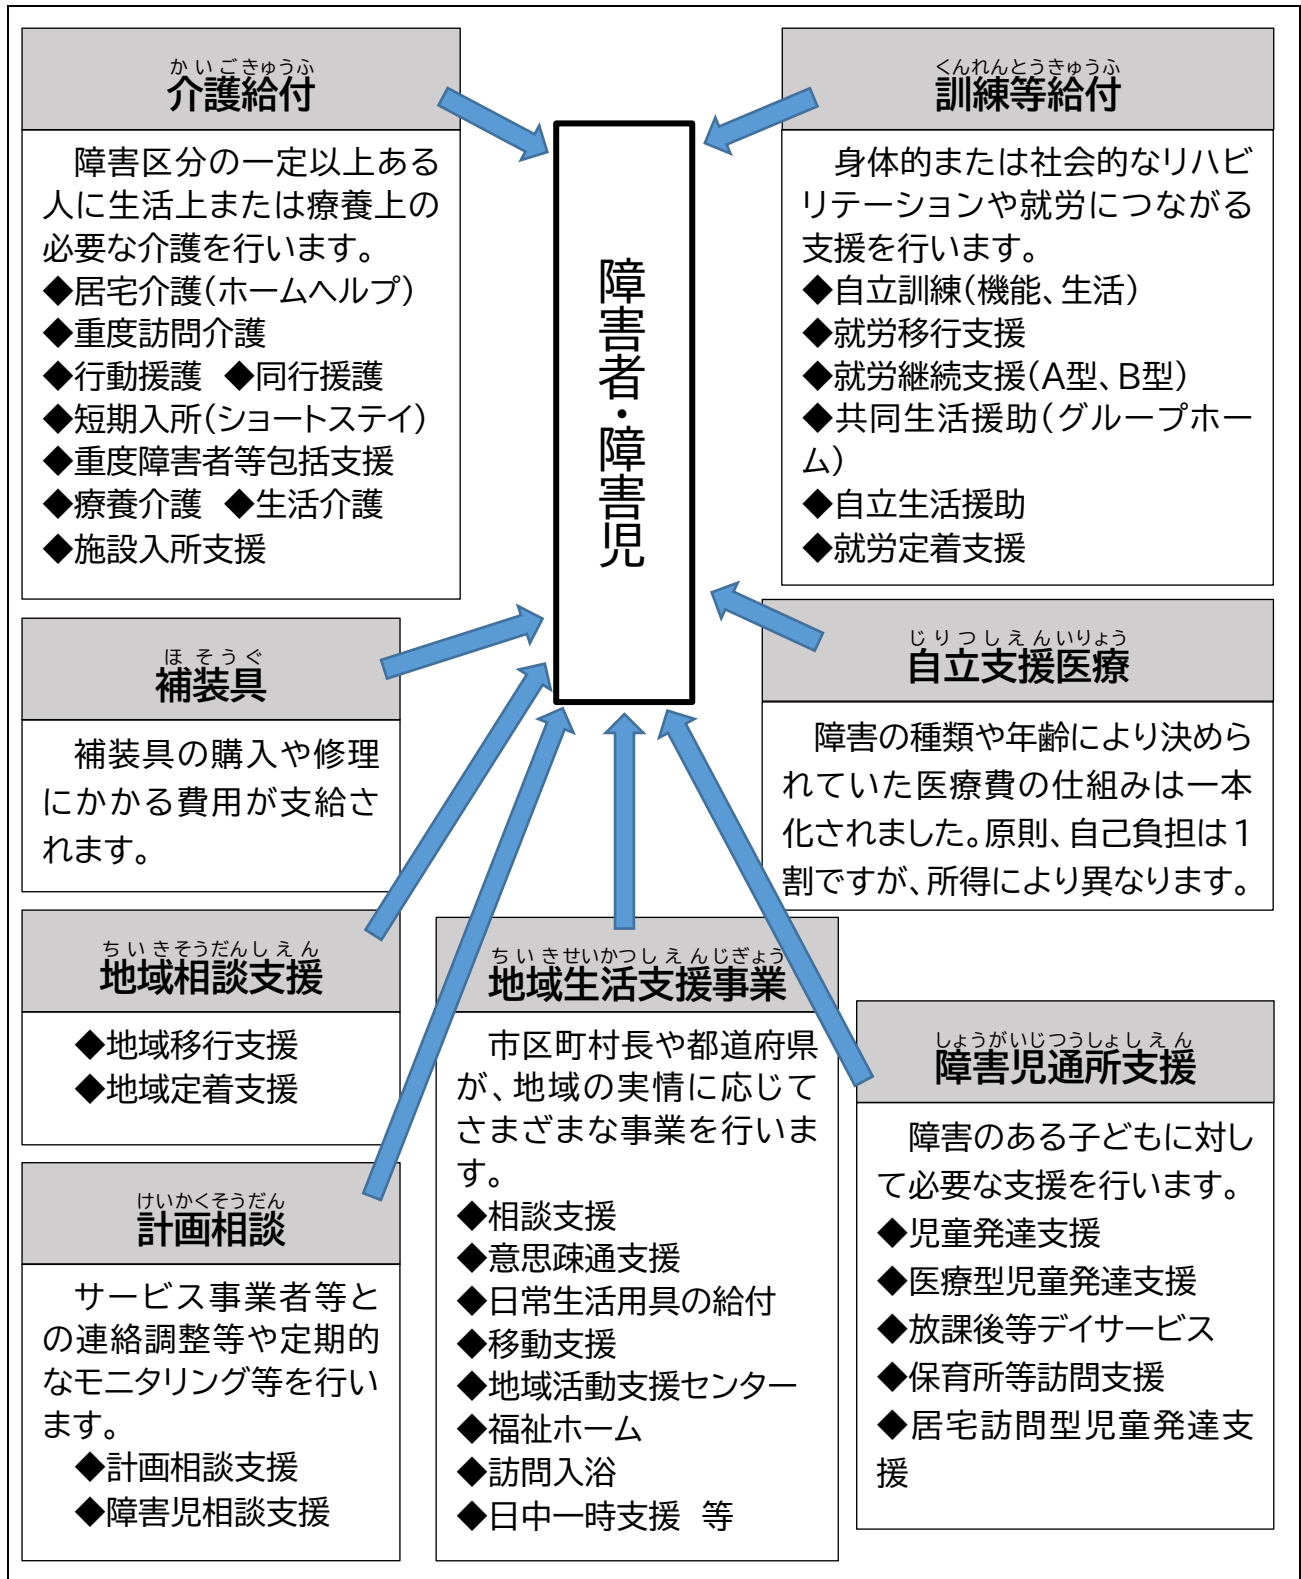 かいごきゅうふ
介護給付
障害区分の一定以上ある
人に生活上または療養上の
必要な介護を行います。
◆居宅介護(ホームヘルプ)
◆重度訪問介護
◆行動援護 ◆同行援護
◆短期入所(ショートステイ)
◆重度障害者等包括支援
◆療養介護 ◆生活介護
◆施設入所支援
障害者・障害児
くんれんとうきゅうふ
訓練等給付
身体的または社会的なリハビ
リテーションや就労につながる
支援を行います。
◆自立訓練(機能、生活)
◆就労移行支援
◆就労継続支援(A型、B型)
◆共同生活援助(グループホー
ム)
◆自立生活援助
◆就労定着支援
ほそうぐ
補装具
補装具の購入や修理
にかかる費用が支給さ
れます。
じりつしえんいりょう
自立支援医療
障害の種類や年齢により決めら
れていた医療費の仕組みは一本
化されました。原則、自己負担は1
割ですが、所得により異なります。
ちいきそうだんしえん
地域相談支援
◆地域移行支援
◆地域定着支援
けいかくそうだん
計画相談
サービス事業者等と
の連絡調整等や定期的
なモニタリング等を行い
ます。
◆計画相談支援
◆障害児相談支援
ちいきせいかつしえんじぎょう
地域生活支援事業
市区町村長や都道府県
が、地域の実情に応じて
さまざまな事業を行いま
す。
◆相談支援
◆意思疎通支援
◆日常生活用具の給付
◆移動支援
◆地域活動支援センター
◆福祉ホーム
◆訪問入浴
◆日中一時支援 等
しょうがいじつうしょしえん
障害児通所支援
障害のある子どもに対し
て必要な支援を行います。
◆児童発達支援
◆医療型児童発達支援
◆放課後等デイサービス
◆保育所等訪問支援
◆居宅訪問型児童発達支
援